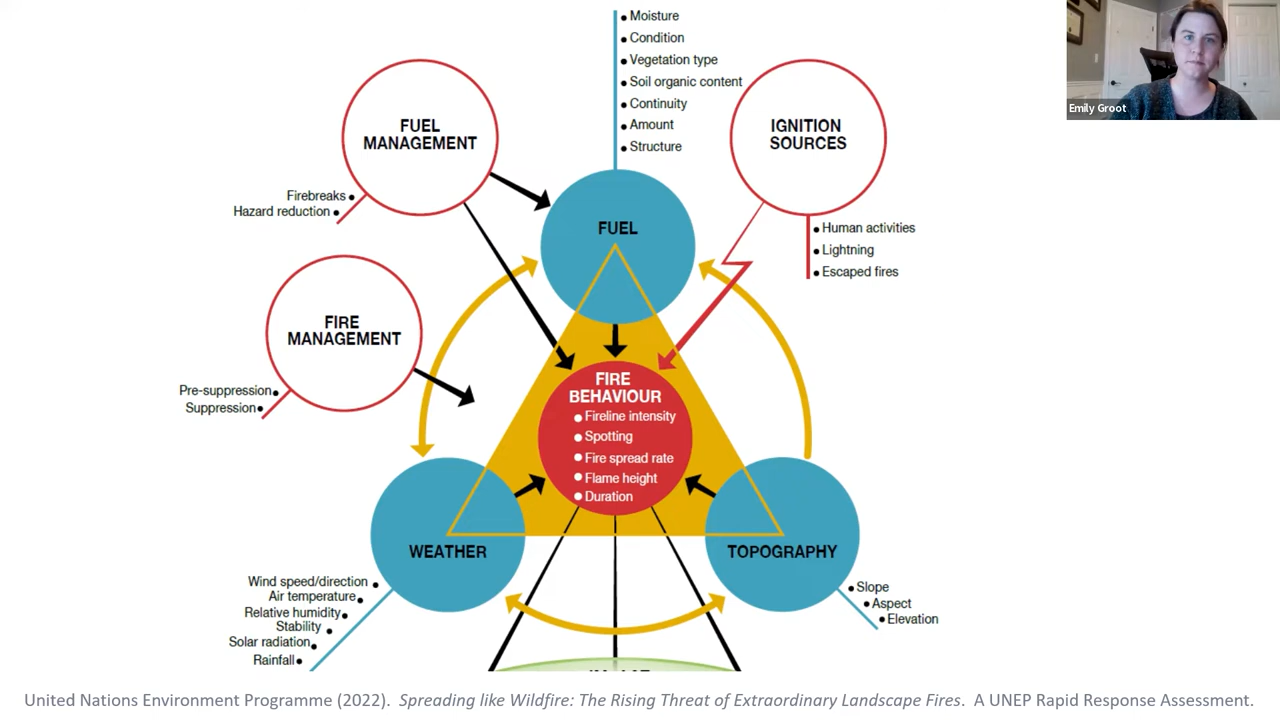 Moisture
Condition
Vegetation type
Soil organic content
Continuity
Amount
Structure
Emily Groot
FUEL
MANAGEMENT
IGNITION
SOURCES
Firebreaks
Hazard reduction
FUEL
Human activities
Lightning
Escaped fires
FIRE
MANAGEMENT
Pre-suppression
Suppression
FIRE
BEHAVIOUR
Fireline intensity
Spotting
Fire spread rate
Flame height
Duration
WEATHER
TOPOGRAPHY
Wind speed/direction
Air temperature
Relative humidity
Stability
Solar radiation
Rainfall
Slope
Aspect
Elevation
United Nations Environment Programme (2022). Spreading like Wildfire: The Rising Threat of Extraordinary Landscape Fires. A UNEP Rapid Response Assessment.